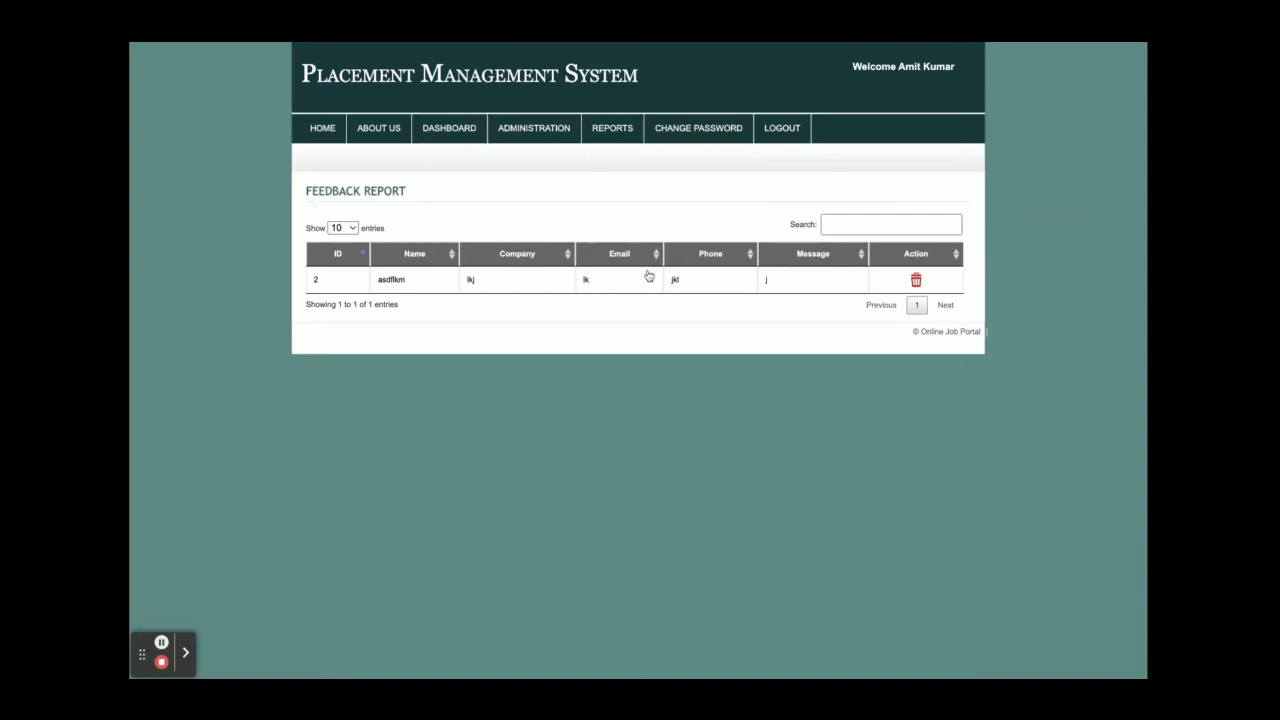 PLACEMENT MANAGEMENT SYSTEM
Welcome Amit Kumar
HOME ABOUT US DASHBOARD ADMINISTRATION REPORTS CHANGE PASSWORD LOGOUT
FEEDBACK REPORT
Show 10 entries Search:
ID Name Company Email Phone Message Action
2 asdflkm lkj lk jkl j
Showing 1 to 1 of 1 entries Previous 1 Next
© Online Job Portal